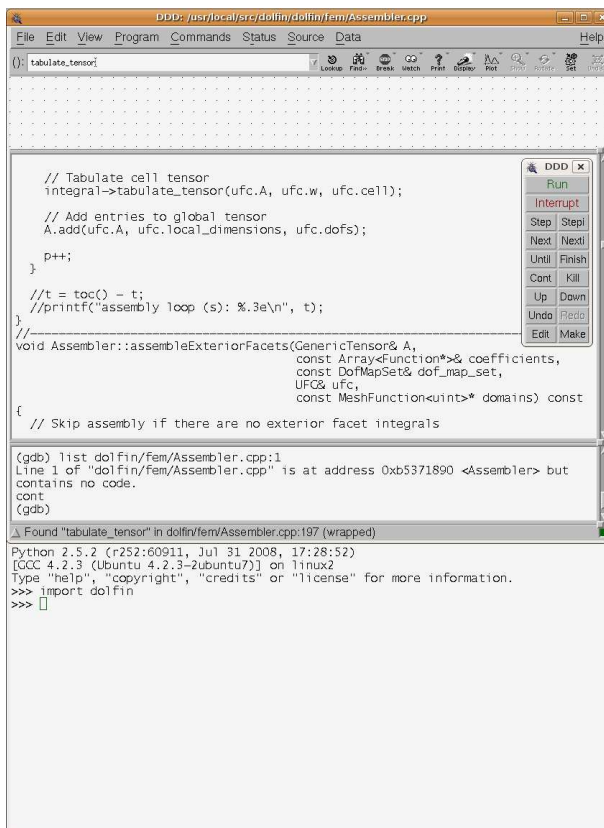 DDD: /usr/local/src/dolfin/dolfin/fem/Assembler.cpp
File Edit View Program Commands Status Source Data Help
(): tabulate_tensor
Lookup Find» Break Watch Print Display Plot Show Rotate Set
// Tabulate cell tensor
integral->tabulate_tensor(ufc.A, ufc.w, ufc.cell);
// Add entries to global tensor
A.add(ufc.A, ufc.local_dimensions, ufc.dofs);
p++;
}
//t = toc() – t;
//printf("assembly loop (s): %.3e\n", t);
}
//-----------------------------------------------------------------------------
void Assembler::assembleExteriorFacets(GenericTensor& A,
const Array<Function*>& coefficients,
const DofMapSet& dof_map_set,
UFC& ufc,
const MeshFunction<uint>* domains) const
{
// Skip assembly if there are no exterior facet integrals
DDD
Run
Interrupt
Step Stepi
Next Nexti
Until Finish
Cont Kill
Up Down
Undo Redo
Edit Make
(gdb) list dolfin/fem/Assembler.cpp:1
Line 1 of "dolfin/fem/Assembler.cpp" is at address 0xb5371890 <Assembler> but
contains no code.
cont
(gdb)
Found "tabulate_tensor" in dolfin/fem/Assembler.cpp:197 (wrapped)
Python 2.5.2 (r252:60911, Jul 31 2008, 17:28:52)
[GCC 4.2.3 (Ubuntu 4.2.3–2ubuntu7)] on linux2
Type "help", "copyright", "credits" or "license" for more information.
>>> import dolfin
>>>